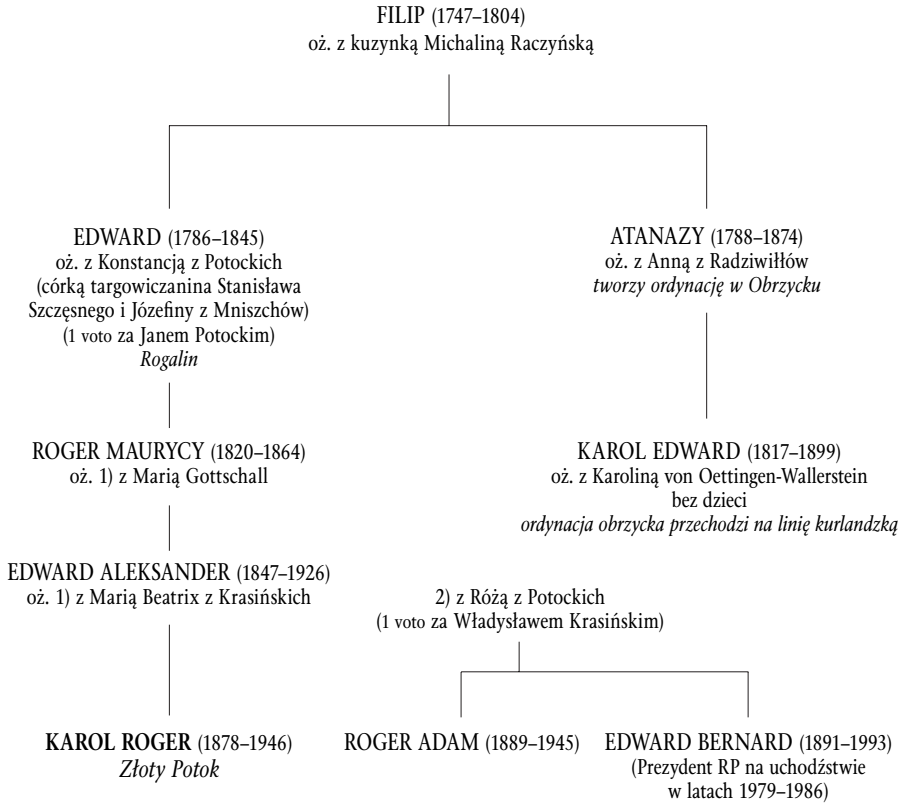 FILIP (1747–1804)
oż. z kuzynką Michaliną Raczyńską
EDWARD (1786–1845)
oż. z Konstancją z Potockich
(córką targowiczanina Stanisława
Szczęsnego i Józefiny z Mniszchów)
(1 voto za Janem Potockim)
Rogalin
ATANAZY (1788–1874)
oż. z Anną z Radziwiłłów
tworzy ordynację w Obrzycku
ROGER MAURYCY (1820–1864)
oż. 1) z Marią Gottschall
KAROL EDWARD (1817–1899)
oż. z Karoliną von Oettingen-Wallerstein
bez dzieci
ordynacja obrzycka przechodzi na linię kurlandzką
EDWARD ALEKSANDER (1847–1926)
oż. 1) z Marią Beatrix z Krasińskich
2) z Różą z Potockich
(1 voto za Władysławem Krasińskim)
KAROL ROGER (1878–1946)
Złoty Potok
ROGER ADAM (1889–1945)
EDWARD BERNARD (1891–1993)
(Prezydent RP na uchodźstwie
w latach 1979–1986)